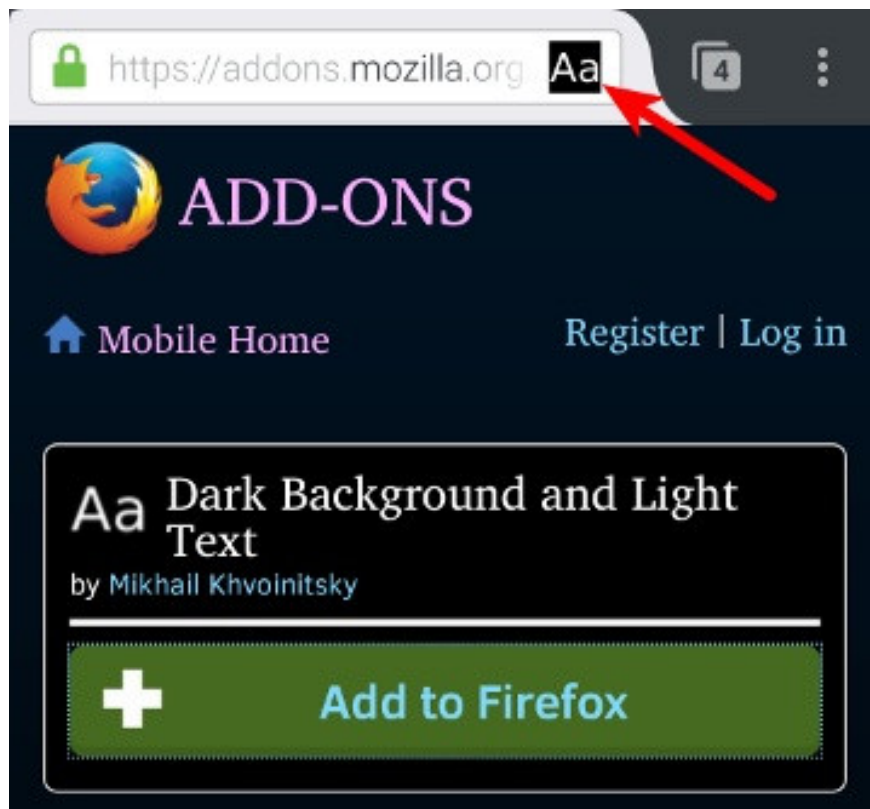 https://addons.mozilla.org Aa 4
ADD-ONS
Mobile Home Register | Log in
Aa Dark Background and Light
Text
by Mikhail Khvoinitsky
Add to Firefox